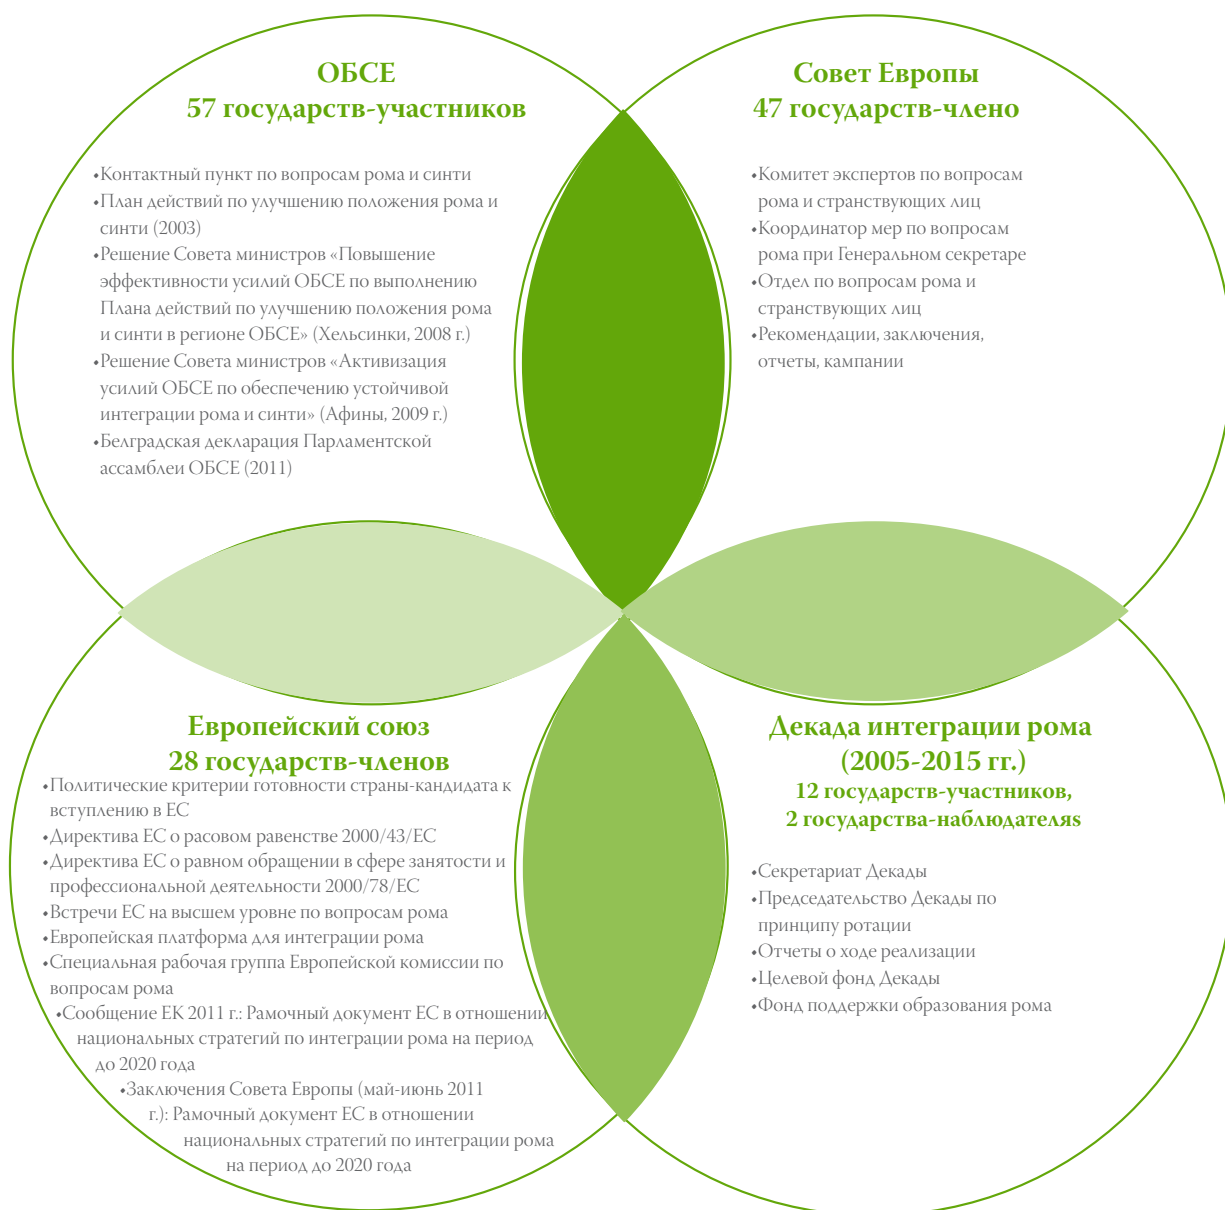 ОБСЕ
57 государств-участников
•Контактный пункт по вопросам рома и синти
•План действий по улучшению положения рома и
синти (2003)
•Решение Совета министров «Повышение
эффективности усилий ОБСЕ по выполнению
Плана действий по улучшению положения рома
и синти в регионе ОБСЕ» (Хельсинки, 2008 г.)
•Решение Совета министров «Активизация
усилий ОБСЕ по обеспечению устойчивой
интеграции рома и синти» (Афины, 2009 г.)
•Белградская декларация Парламентской
ассамблеи ОБСЕ (2011)
Совет Европы
47 государств-члено
•Комитет экспертов по вопросам
рома и странствующих лиц
•Координатор мер по вопросам
рома при Генеральном секретаре
•Отдел по вопросам рома и
странствующих лиц
•Рекомендации, заключения,
отчеты, кампании
Европейский союз
28 государств-членов
•Политические критерии готовности страны-кандидата к
вступлению в ЕС
•Директива ЕС о расовом равенстве 2000/43/ЕС
•Директива ЕС о равном обращении в сфере занятости и
профессиональной деятельности 2000/78/ЕС
•Встречи ЕС на высшем уровне по вопросам рома
•Европейская платформа для интеграции рома
•Специальная рабочая группа Европейской комиссии по
вопросам рома
•Сообщение ЕК 2011 г.: Рамочный документ ЕС в отношении
национальных стратегий по интеграции рома на период
до 2020 года
•Заключения Совета Европы (май-июнь 2011
г.): Рамочный документ ЕС в отношении
национальных стратегий по интеграции рома
на период до 2020 года
Декада интеграции рома
(2005-2015 гг.)
12 государств-участников,
2 государства-наблюдателяs
•Секретариат Декады
•Председательство Декады по
принципу ротации
•Отчеты о ходе реализации
•Целевой фонд Декады
•Фонд поддержки образования рома